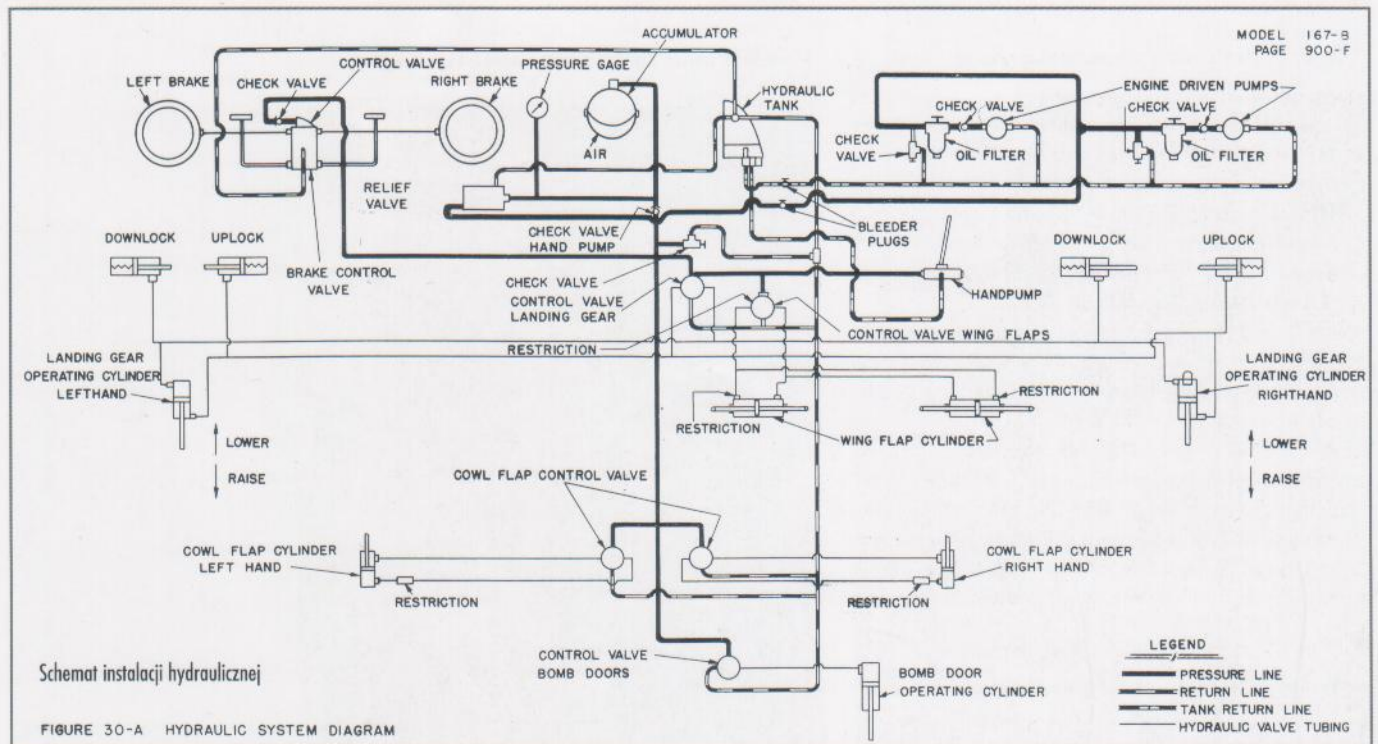 MODEL 167-B
PAGE 900-F
ACCUMULATOR
CONTROL VALVE
CHECK VALVE
LEFT BRAKE
RIGHT BRAKE
PRESSURE GAGE
HYDRAULIC
TANK
ENGINE DRIVEN PUMPS
CHECK VALVE
CHECK VALVE
CHECK
VALVE
OIL FILTER
OIL FILTER
AIR
RELIEF
VALVE
CHECK VALVE
HAND PUMP
BLEEDER
PLUGS
DOWNLOCK
UPLOCK
BRAKE CONTROL
VALVE
CHECK VALVE
CONTROL VALVE
LANDING GEAR
HANDPUMP
DOWNLOCK
UPLOCK
CONTROL VALVE WING FLAPS
RESTRICTION
LANDING GEAR
OPERATING CYLINDER
LEFTHAND
LANDING GEAR
OPERATING CYLINDER
RIGHTHAND
RESTRICTION
RESTRICTION
WING FLAP CYLINDER
LOWER
RAISE
LOWER
RAISE
COWL FLAP CONTROL VALVE
COWL FLAP CYLINDER
LEFT HAND
COWL FLAP CYLINDER
RIGHT HAND
RESTRICTION
RESTRICTION
CONTROL VALVE
BOMB DOORS
BOMB DOOR
OPERATING CYLINDER
LEGEND
PRESSURE LINE
RETURN LINE
TANK RETURN LINE
HYDRAULIC VALVE TUBING
Schemat instalacji hydraulicznej
FIGURE 30-A HYDRAULIC SYSTEM DIAGRAM